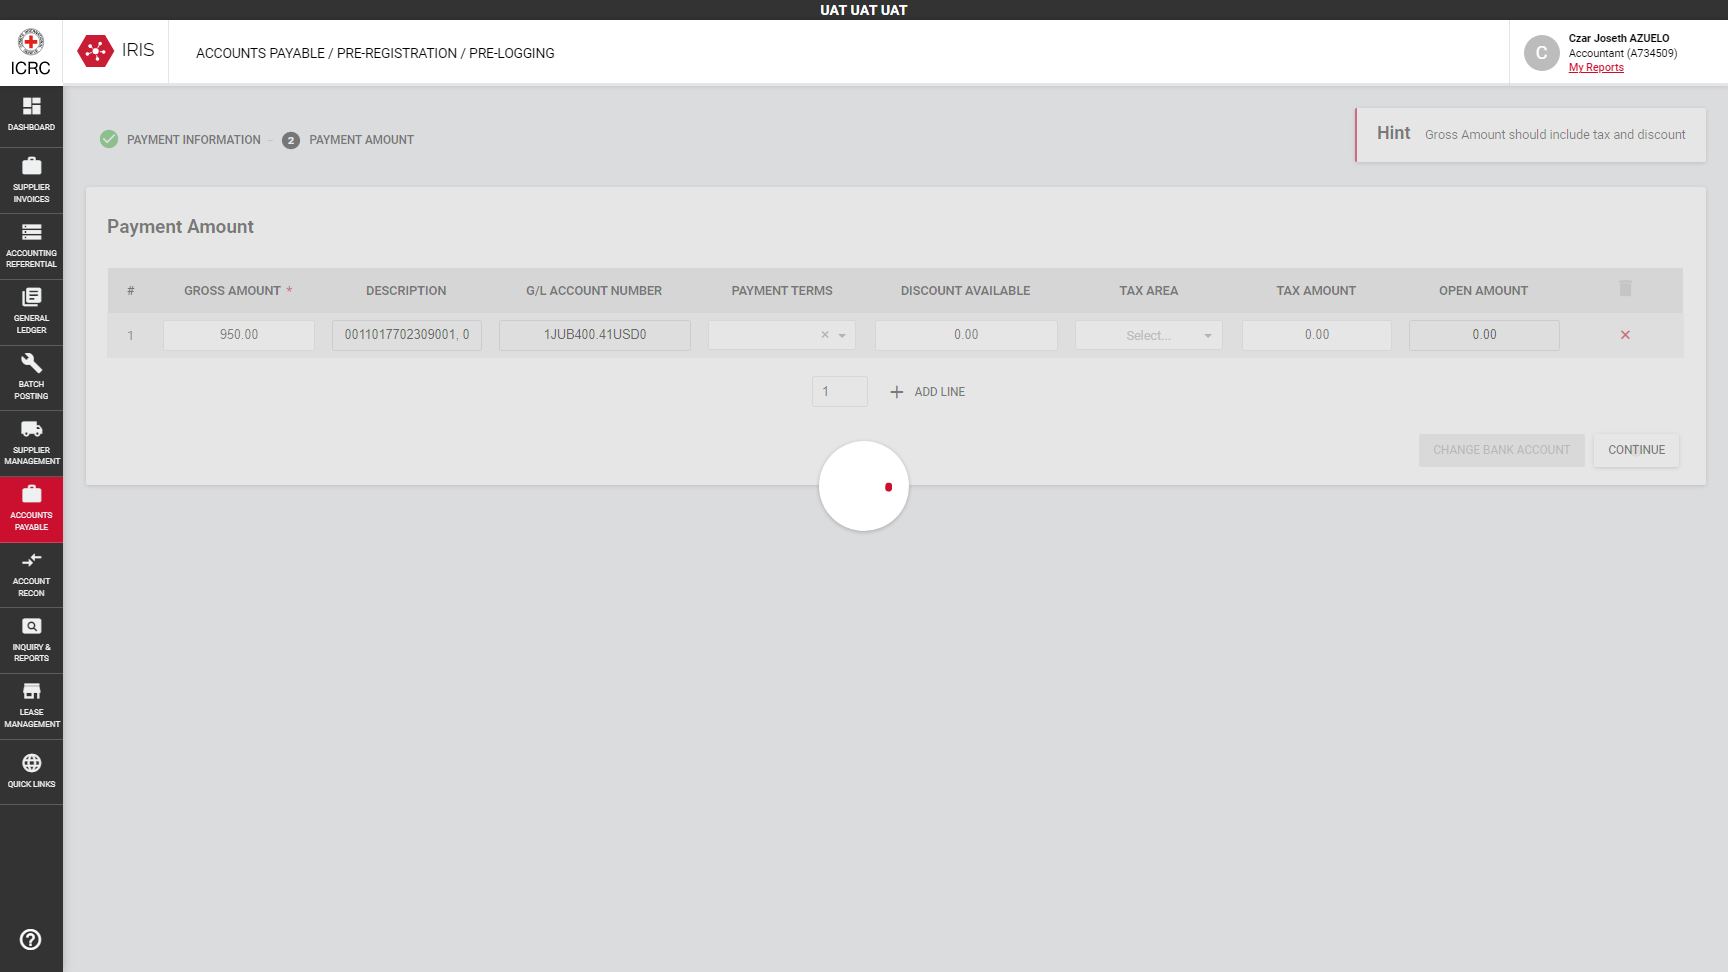 UAT UAT UAT
ICRC
IRIS
ACCOUNTS PAYABLE / PRE-REGISTRATION / PRE-LOGGING
C
Czar Joseth AZUELO
Accountant (A734509)
My Reports
DASHBOARD
SUPPLIER
INVOICES
ACCOUNTING
REFERENTIAL
GENERAL
LEDGER
BATCH
POSTING
SUPPLIER
MANAGEMENT
ACCOUNTS
PAYABLE
ACCOUNT
RECON
INQUIRY &
REPORTS
LEASE
MANAGEMENT
QUICK LINKS
PAYMENT INFORMATION
2 PAYMENT AMOUNT
Hint Gross Amount should include tax and discount
Payment Amount
# GROSS AMOUNT * DESCRIPTION G/L ACCOUNT NUMBER PAYMENT TERMS DISCOUNT AVAILABLE TAX AREA TAX AMOUNT OPEN AMOUNT
1 950.00 0011017702309001, 0 1JUB400.41USD0 0.00 Select... 0.00 0.00
1 ADD LINE
CHANGE BANK ACCOUNT CONTINUE